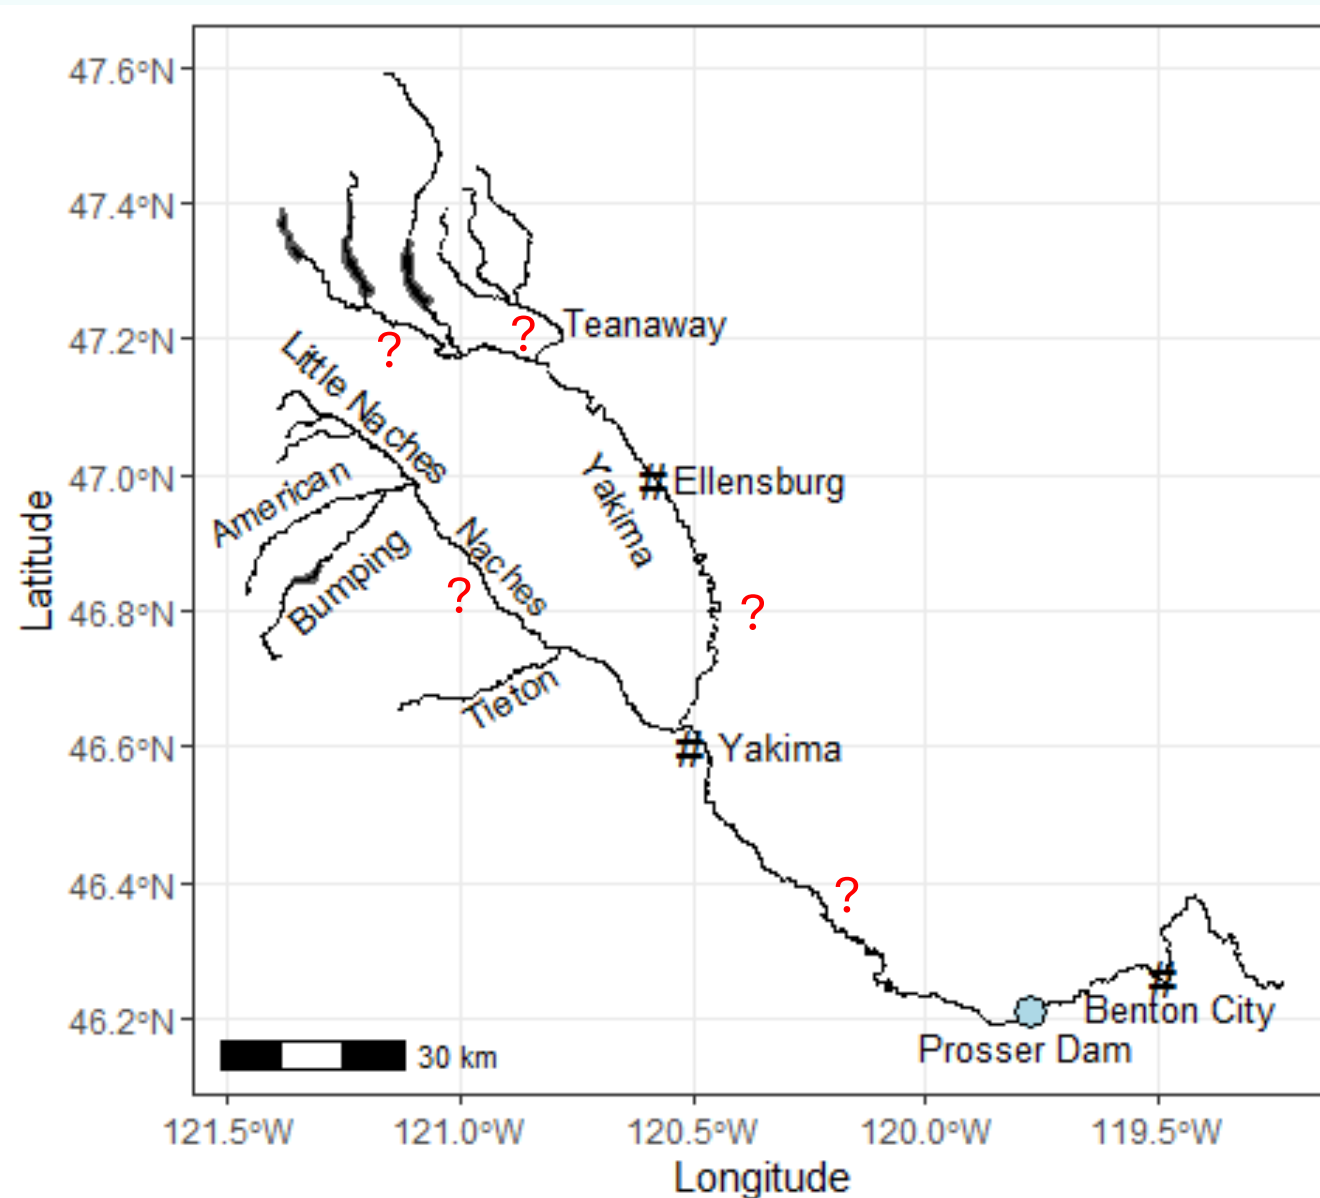 47.6°N
47.4°N
47.2°N
47.0°N
46.8°N
46.6°N
46.4°N
46.2°N
Latitude
? ? Teanaway
Little Naches
American
Bumping
Naches
Yakima
# Ellensburg
?
?
Tieton
# Yakima
?
#
Benton City
Prosser Dam
30 km
121.5°W 121.0°W 120.5°W 120.0°W 119.5°W
Longitude